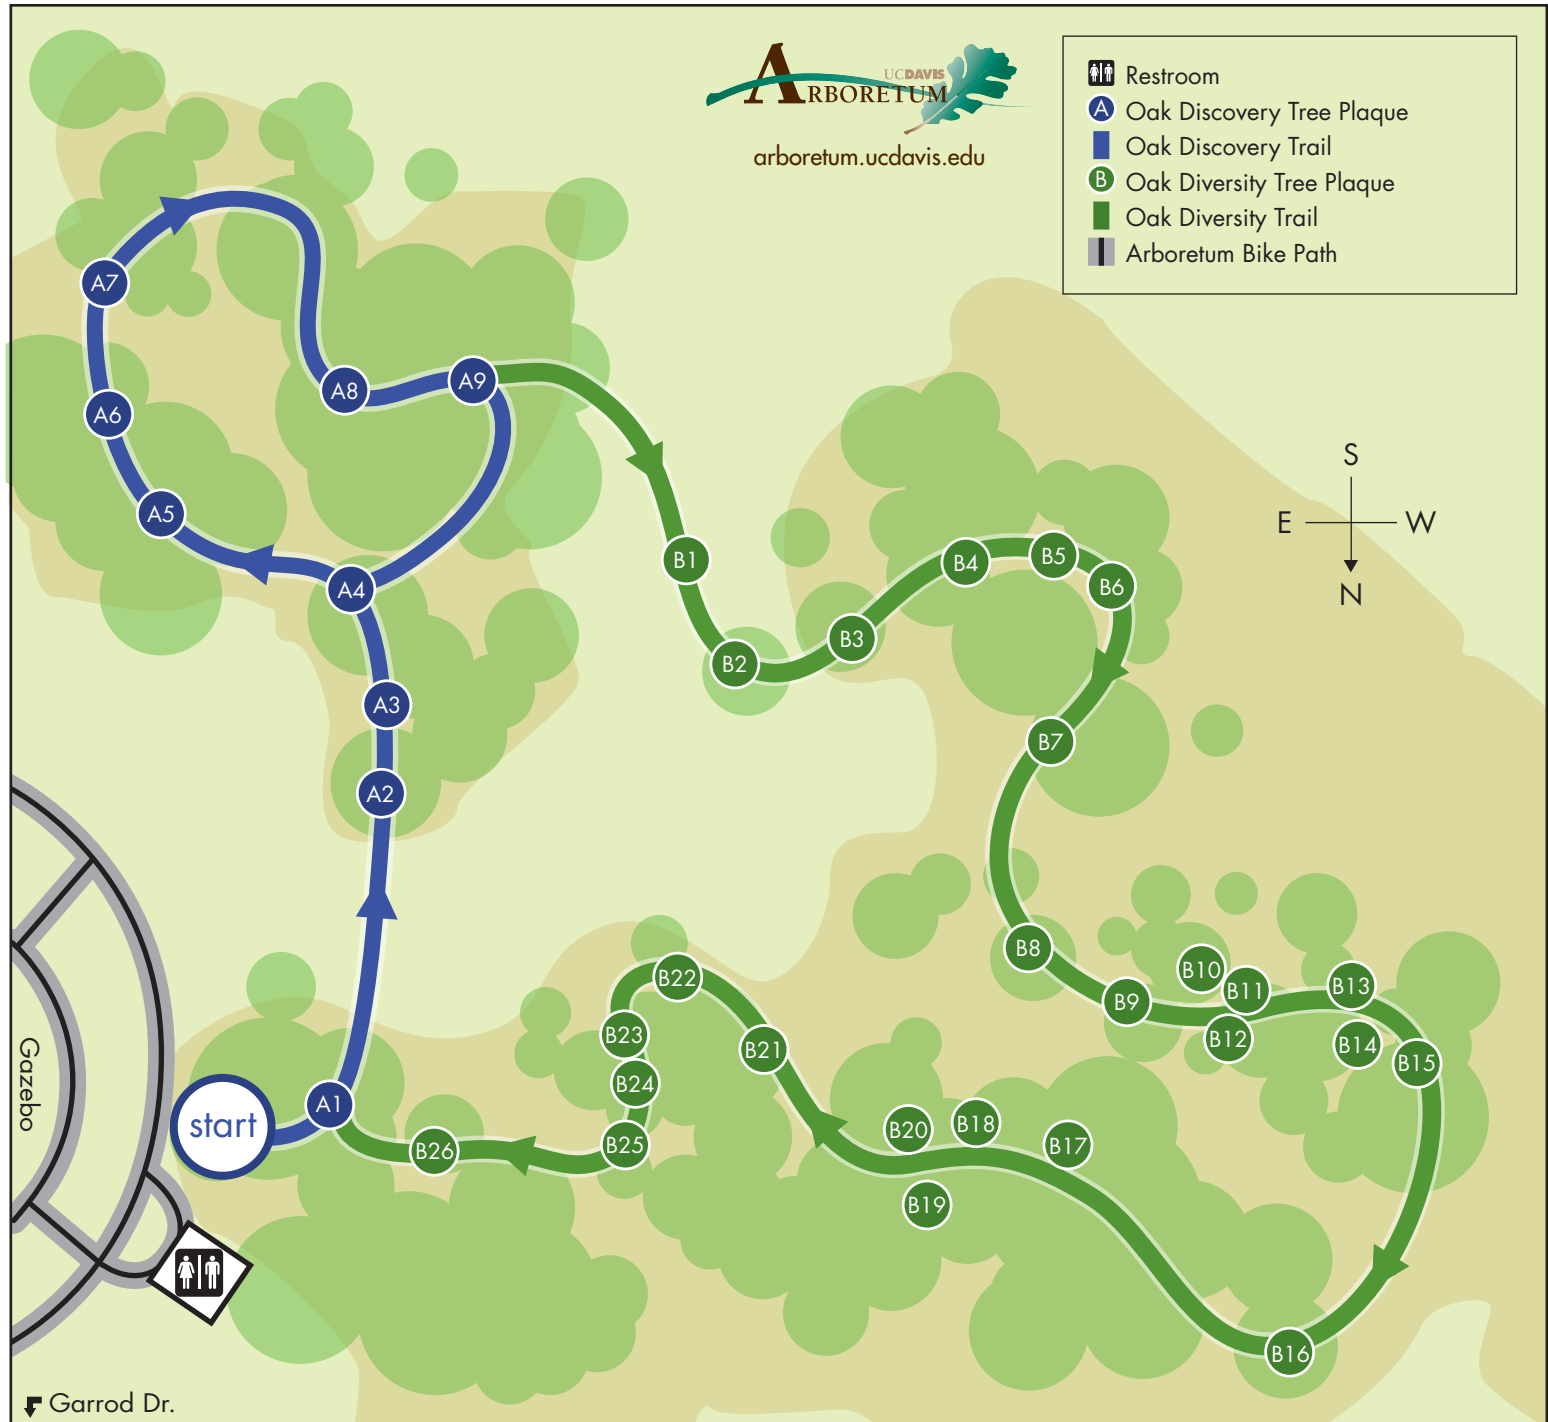 UCDAVIS
ARBORETUM
arboretum.ucdavis.edu
Restroom
A Oak Discovery Tree Plaque
Oak Discovery Trail
B Oak Diversity Tree Plaque
Oak Diversity Trail
Arboretum Bike Path
A7
A8
A9
A6
A5
A4
A3
A2
A1
start
B1
B2
B3
B4
B5
B6
B7
B8
B9
B10
B11
B12
B13
B14
B15
B16
B17
B18
B19
B20
B21
B22
B23
B24
B25
B26
S
E W
N
Gazebo
Garrod Dr.